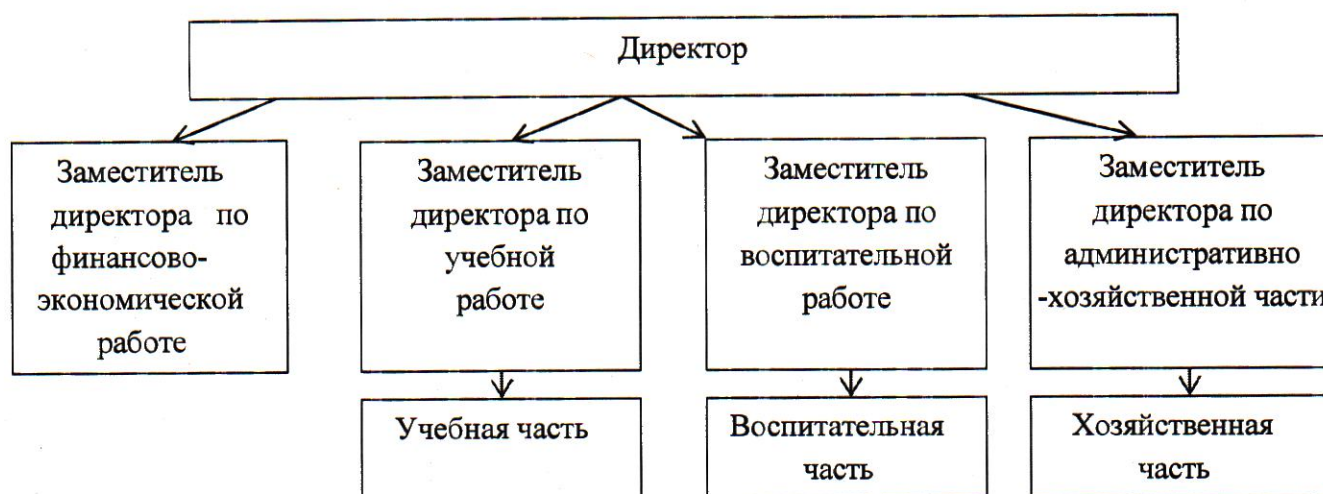 Директор
Заместитель
директора по
финансово-
экономической
работе
Заместитель
директора по
учебной
работе
Заместитель
директора по
воспитательной
работе
Заместитель
директора по
административно
-хозяйственной части
Учебная часть
Воспитательная
часть
Хозяйственная
часть